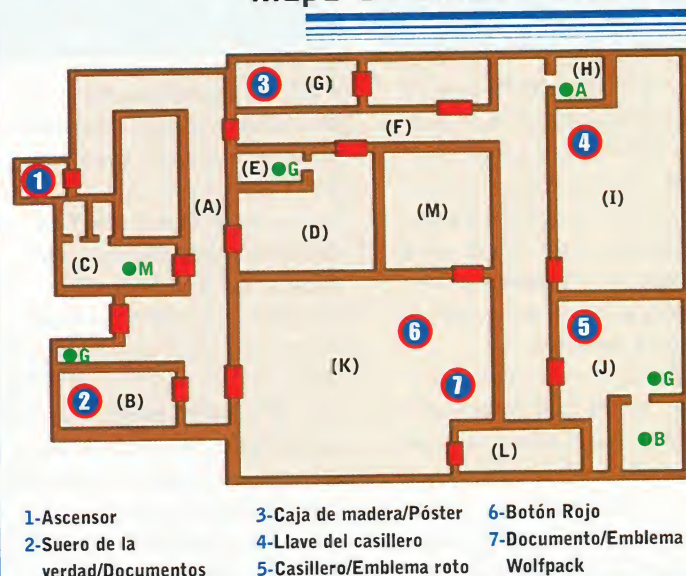 (H)
3
(G)
A
(F)
4
1
(E)
G
(A)
(I)
(M)
(D)
(C)
M
6
5
G
(K)
(J)
7
G
2
(B)
B
(L)
1-Ascensor
2-Suero de la
verdad/Documentos
3-Caja de madera/Póster
4-Llave del casillero
5-Casillero/Emblema roto
6-Botón Rojo
7-Documento/Emblema
Wolfpack